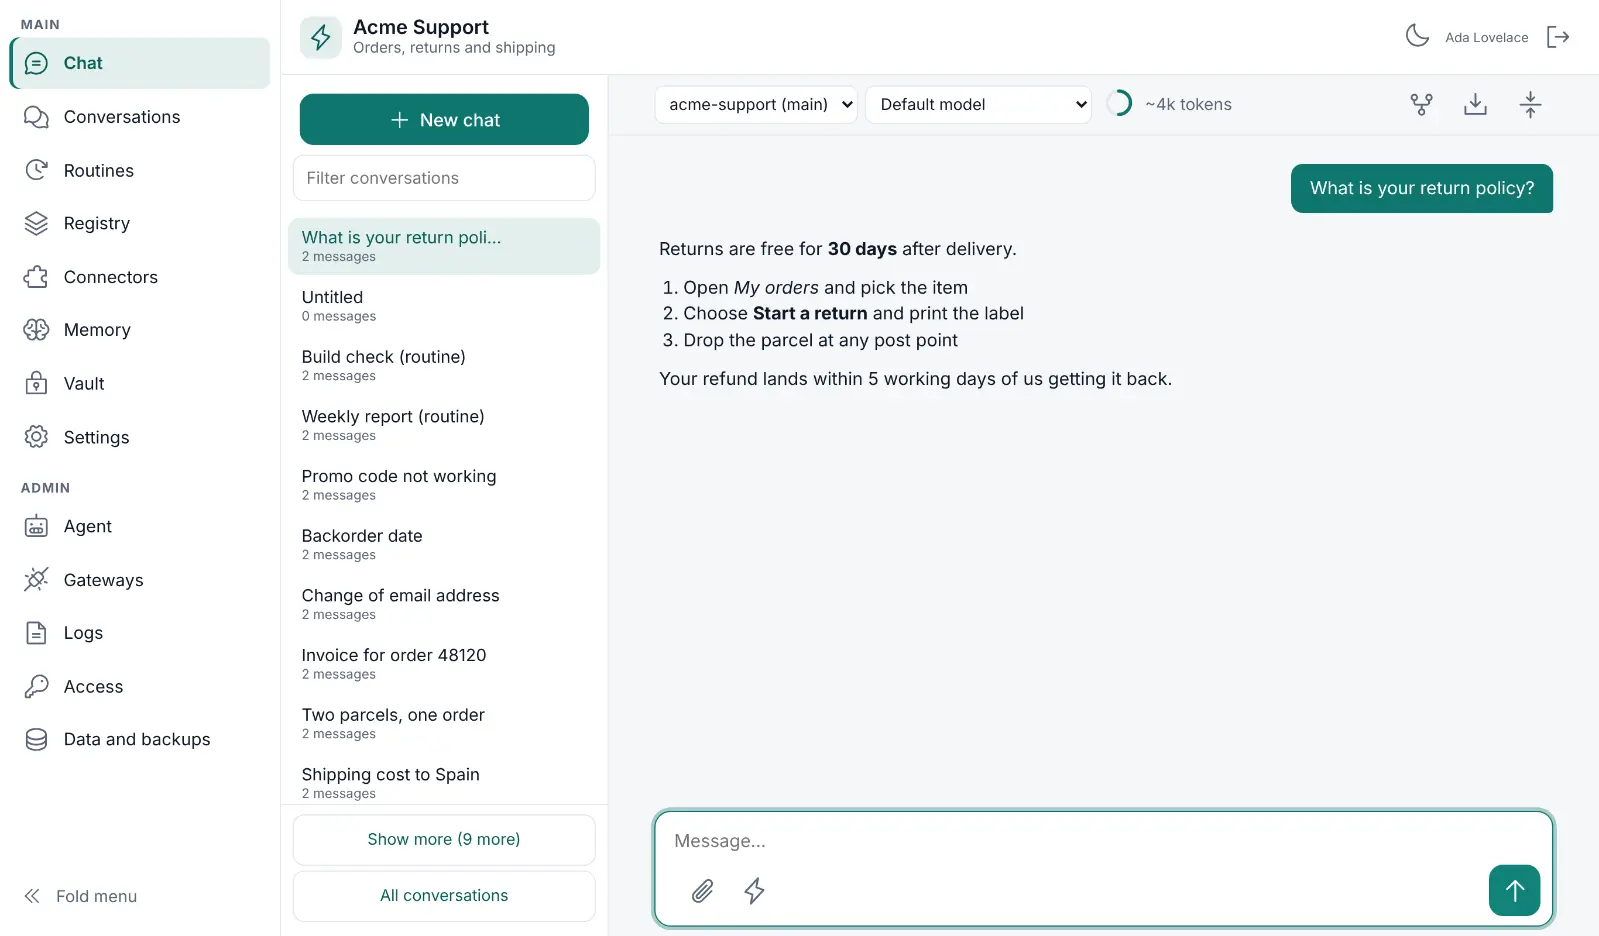 MAIN
Chat
Conversations
Routines
Registry
Connectors
Memory
Vault
Settings
ADMIN
Agent
Gateways
Logs
Access
Data and backups
Fold menu
Acme Support
Orders, returns and shipping
Ada Lovelace
New chat
Filter conversations
What is your return poli...
2 messages
Untitled
0 messages
Build check (routine)
2 messages
Weekly report (routine)
2 messages
Promo code not working
2 messages
Backorder date
2 messages
Change of email address
2 messages
Invoice for order 48120
2 messages
Two parcels, one order
2 messages
Shipping cost to Spain
2 messages
Show more (9 more)
All conversations
acme-support (main)
Default model
~4k tokens
What is your return policy?
Returns are free for 30 days after delivery.
1. Open My orders and pick the item
2. Choose Start a return and print the label
3. Drop the parcel at any post point
Your refund lands within 5 working days of us getting it back.
Message...